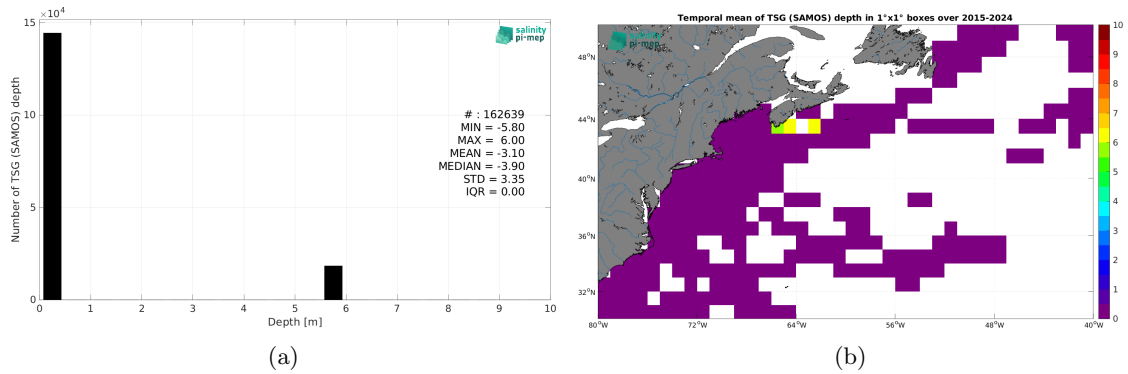 ×10⁴
15
10
5
0
Number of TSG (SAMOS) depth
salinity
pi-mep
# : 162639
MIN = -5.80
MAX = 6.00
MEAN = -3.10
MEDIAN = -3.90
STD = 3.35
IQR = 0.00
0 1 2 3 4 5 6 7 8 9 10
Depth [m]
(a)
Temporal mean of TSG (SAMOS) depth in 1°x1° boxes over 2015-2024
salinity
pi-mep
48°N
44°N
40°N
36°N
32°N
80°W 72°W 64°W 56°W 48°W 40°W
10
9
8
7
6
5
4
3
2
1
0
(b)